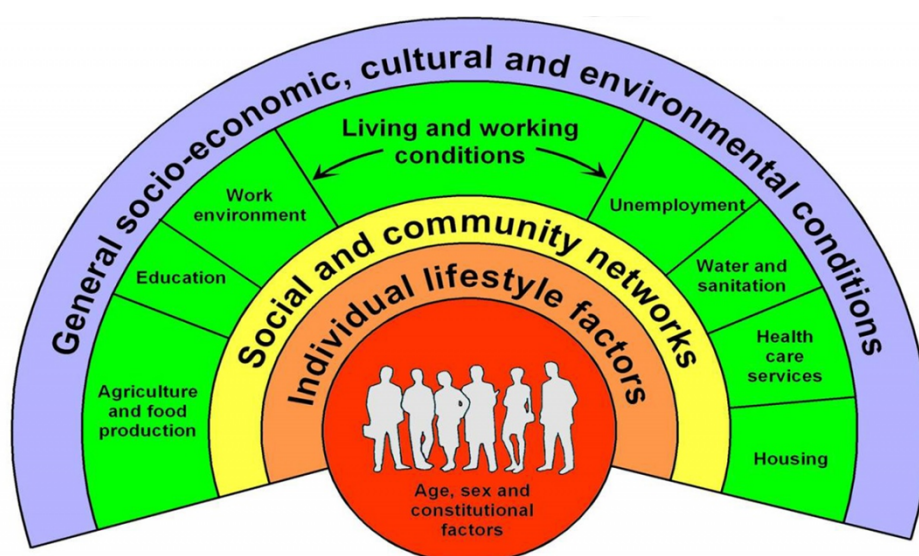 General socio-economic, cultural and environmental conditions
Living and working
conditions
Work
environment
Unemployment
Education
Water and
sanitation
Agriculture
and food
production
Health
care
services
Housing
Social and community networks
Individual lifestyle factors
Age, sex and
constitutional
factors